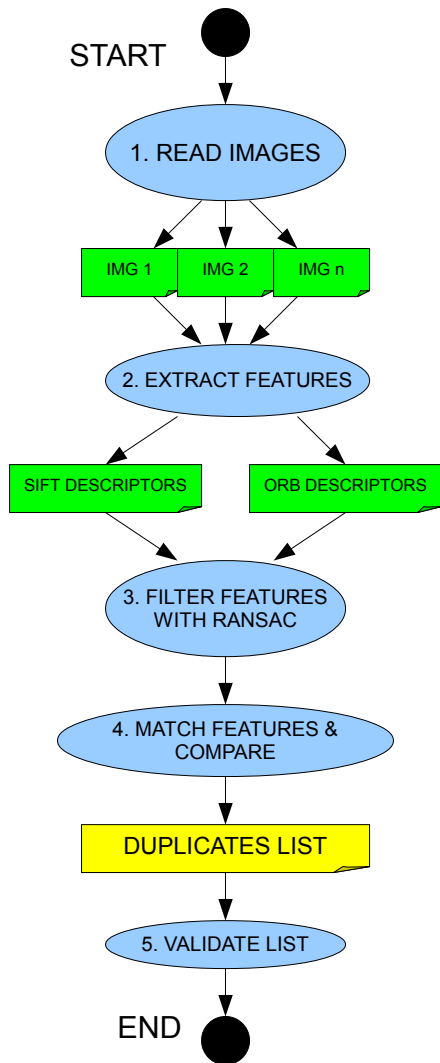 START
1. READ IMAGES
IMG 1
IMG 2
IMG n
2. EXTRACT FEATURES
SIFT DESCRIPTORS
ORB DESCRIPTORS
3. FILTER FEATURES
WITH RANSAC
4. MATCH FEATURES &
COMPARE
DUPLICATES LIST
5. VALIDATE LIST
END